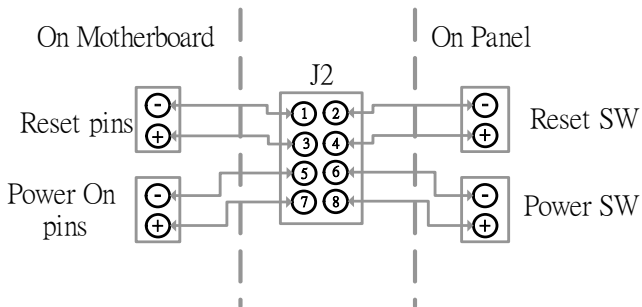 On Motherboard
On Panel
J2
Reset pins
- +
1 2
3 4
- +
Reset SW
Power On
pins
- +
5 6
7 8
- +
Power SW